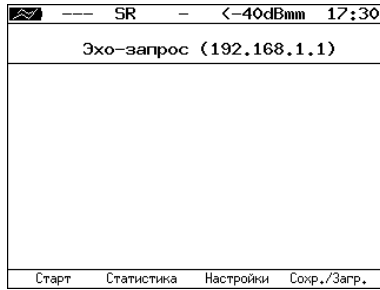 --- SR - <-40dBmm 17:30
Эхо-запрос (192.168.1.1)
Старт Статистика Настройки Сохр./Загр.